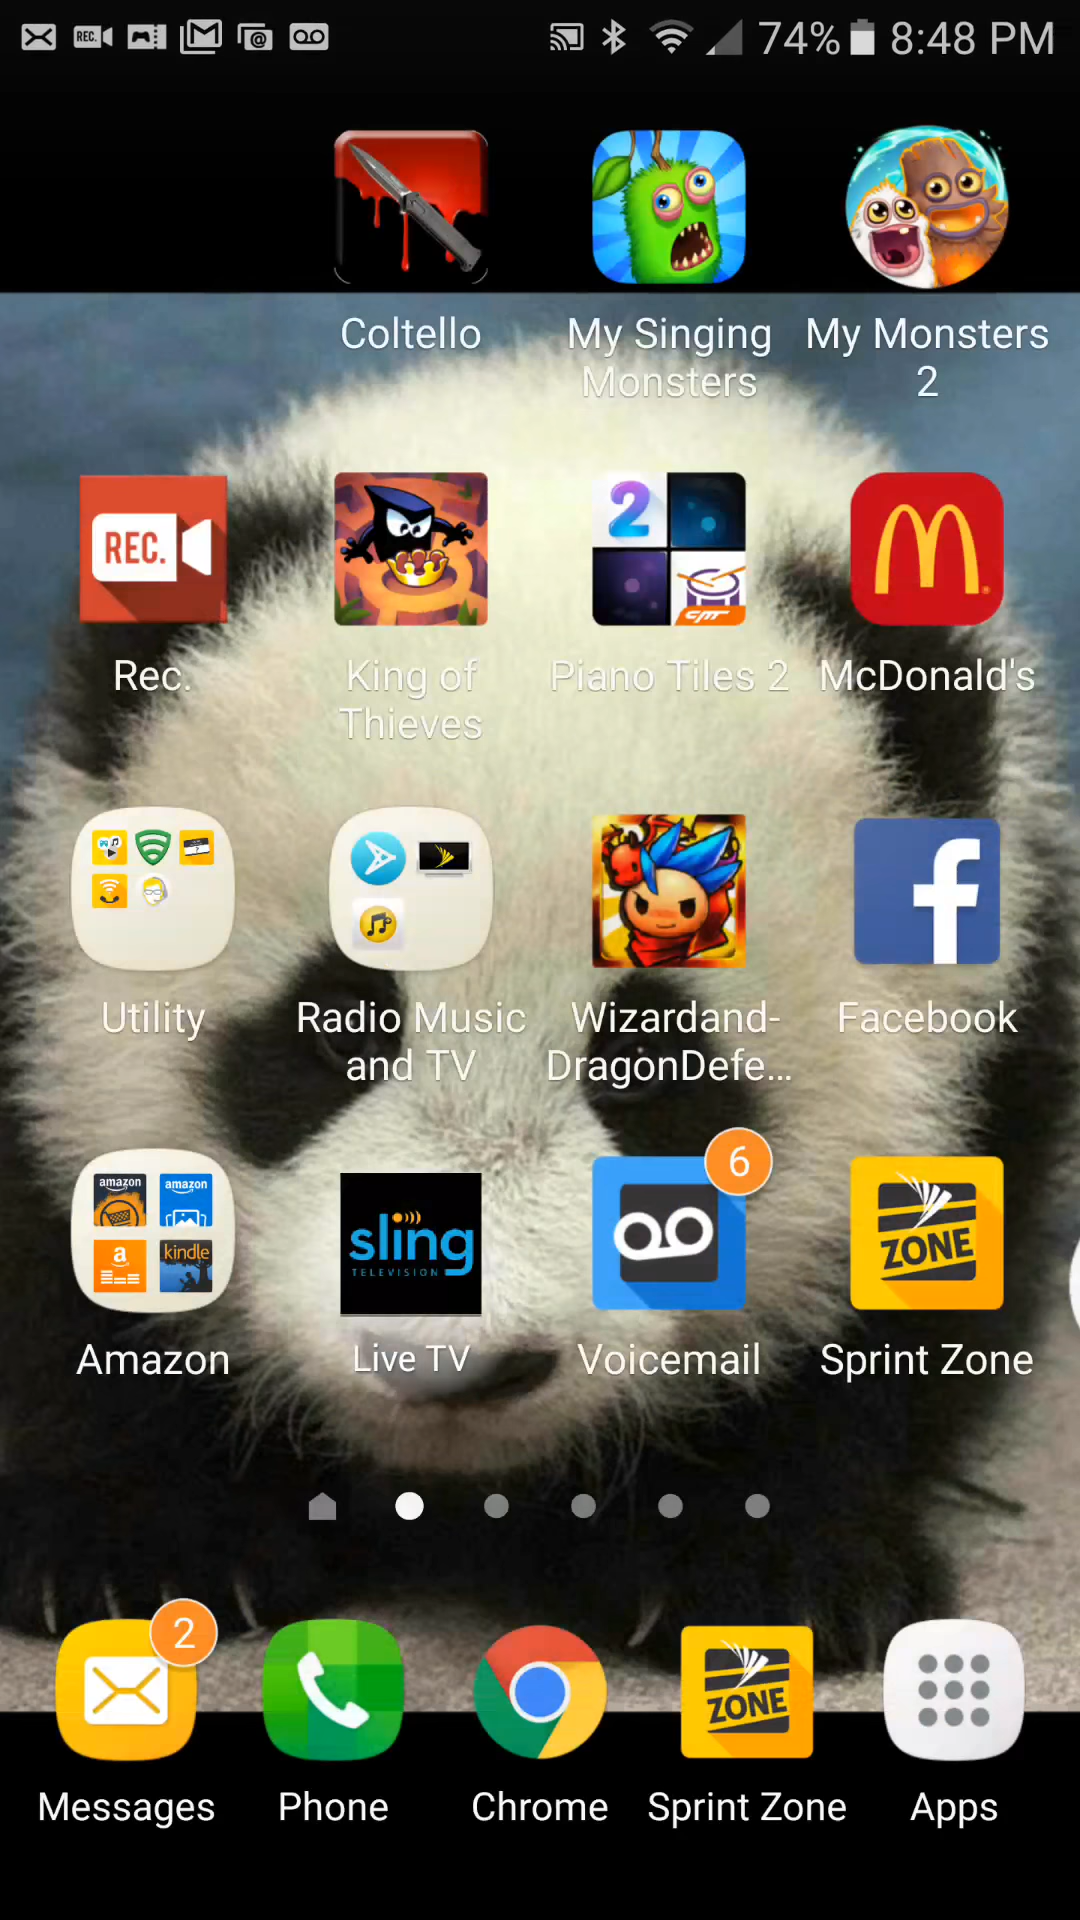 REC.
74% 8:48 PM
Coltello
My Singing
Monsters
My Monsters
2
REC.
2
Rec.
King of
Thieves
Piano Tiles 2
McDonald's
Utility
Radio Music
and TV
Wizardand-
DragonDefe...
Facebook
amazon
amazon
a
kindle
sling
TELEVISION
6
ZONE
Amazon
Live TV
Voicemail
Sprint Zone
2
ZONE
Messages
Phone
Chrome
Sprint Zone
Apps